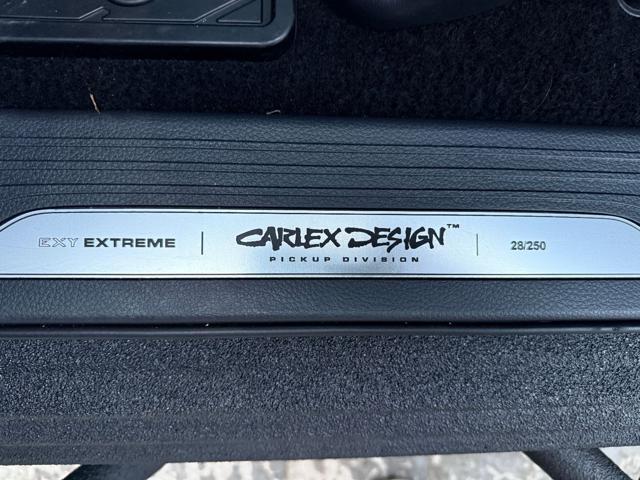 EXY EXTREME | CARLEX DESIGN™ | 28/250
PICKUP DIVISION